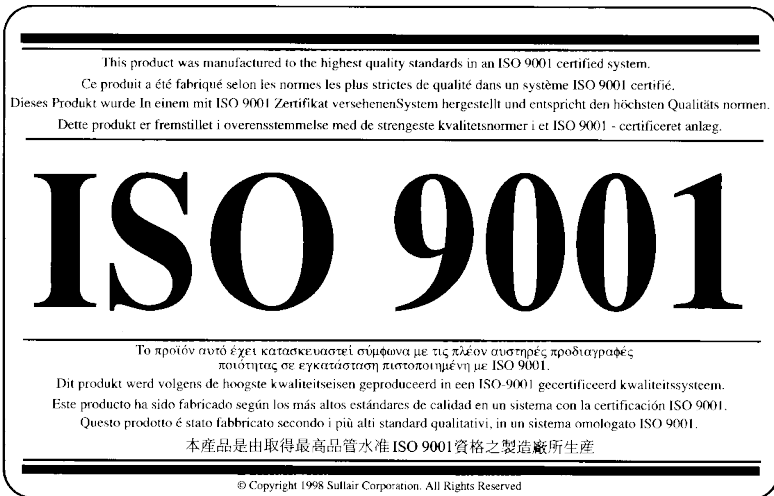 This product was manufactured to the highest quality standards in an ISO 9001 certified system.
Ce produit a été fabriqué selon les normes les plus strictes de qualité dans un système ISO 9001 certifié.
Dieses Produkt wurde In einem mit ISO 9001 Zertifikat versehenenSystem hergestellt und entspricht den höchsten Qualitäts normen.
Dette produkt er fremstillet i overensstemmelse med de strengeste kvalitetsnormer i et ISO 9001 - certificeret anlæg.
ISO 9001
Το προϊόν αυτό έχει κατασκευαστεί σύμφωνα με τις πλέον αυστηρές προδιαγραφές
ποιότητας σε εγκατάσταση πιστοποιημένη με ISO 9001.
Dit produkt werd volgens de hoogste kwaliteitseisen geproduceerd in een ISO-9001 gecertificeerd kwaliteitssysteem.
Este producto ha sido fabricado según los más altos estándares de calidad en un sistema con la certificación ISO 9001.
Questo prodotto é stato fabbricato secondo i più alti standard qualitativi, in un sistema omologato ISO 9001.
本産品是由取得最高品管水准 ISO 9001 資格之製造廠所生産
© Copyright 1998 Sullair Corporation. All Rights Reserved